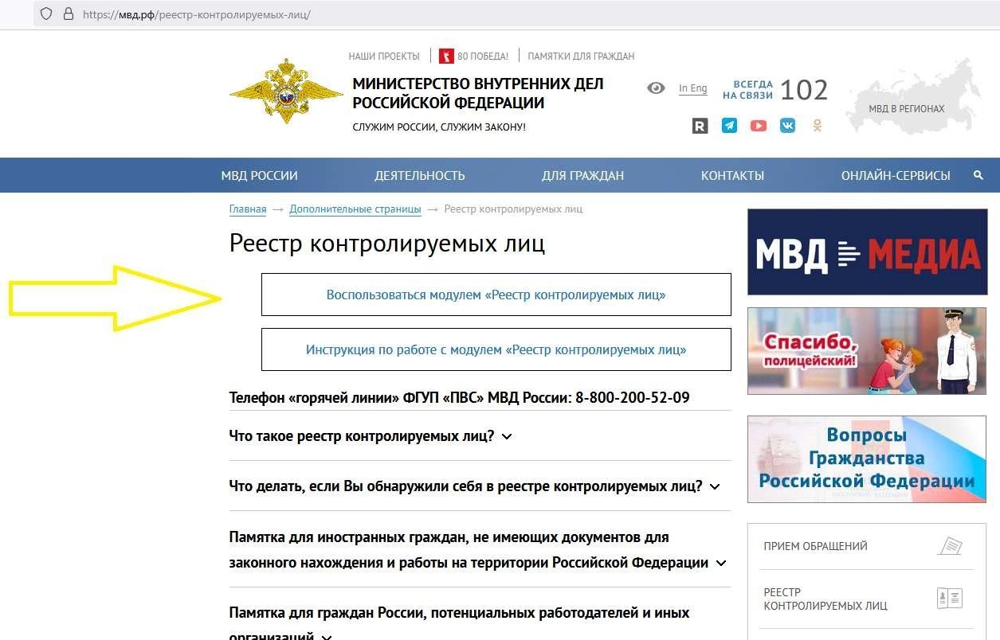 https://мвд.рф/реестр-контролируемых-лиц/
НАШИ ПРОЕКТЫ
80 ПОБЕДА!
ПАМЯТКИ ДЛЯ ГРАЖДАН
МИНИСТЕРСТВО ВНУТРЕННИХ ДЕЛ
РОССИЙСКОЙ ФЕДЕРАЦИИ
СЛУЖИМ РОССИИ, СЛУЖИМ ЗАКОНУ!
In Eng
ВСЕГДА
НА СВЯЗИ
102
МВД В РЕГИОНАХ
МВД РОССИИ
ДЕЯТЕЛЬНОСТЬ
ДЛЯ ГРАЖДАН
КОНТАКТЫ
ОНЛАЙН-СЕРВИСЫ
Главная → Дополнительные страницы → Реестр контролируемых лиц
Реестр контролируемых лиц
Воспользоваться модулем «Реестр контролируемых лиц»
Инструкция по работе с модулем «Реестр контролируемых лиц»
Телефон «горячей линии» ФГУП «ПВС» МВД России: 8-800-200-52-09
Что такое реестр контролируемых лиц?
Что делать, если Вы обнаружили себя в реестре контролируемых лиц?
Памятка для иностранных граждан, не имеющих документов для
законного нахождения и работы на территории Российской Федерации
Памятка для граждан России, потенциальных работодателей и иных
организаций
МВД МЕДИА
Спасибо,
полицейский!
Вопросы
Гражданства
Российской Федерации
ПРИЕМ ОБРАЩЕНИЙ
РЕЕСТР
КОНТРОЛИРУЕМЫХ ЛИЦ